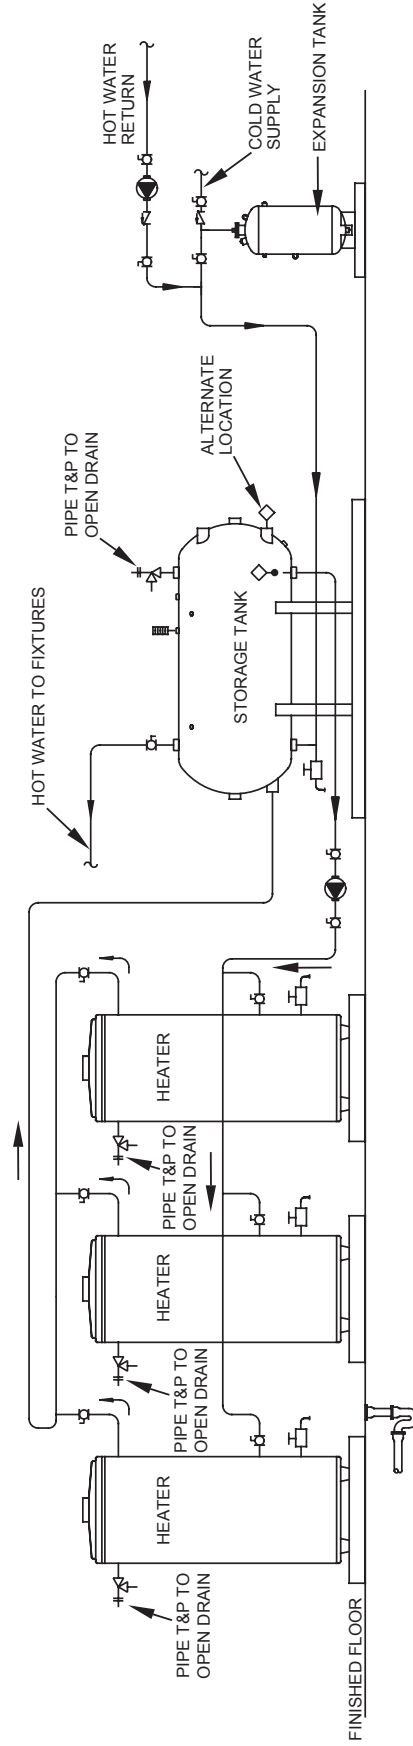 HOT WATER
RETURN
COLD WATER
SUPPLY
EXPANSION TANK
ALTERNATE
LOCATION
PIPE T&P TO
OPEN DRAIN
HOT WATER TO FIXTURES
STORAGE TANK
HEATER
PIPE T&P TO
OPEN DRAIN
HEATER
PIPE T&P TO
OPEN DRAIN
HEATER
PIPE T&P TO
OPEN DRAIN
FINISHED FLOOR